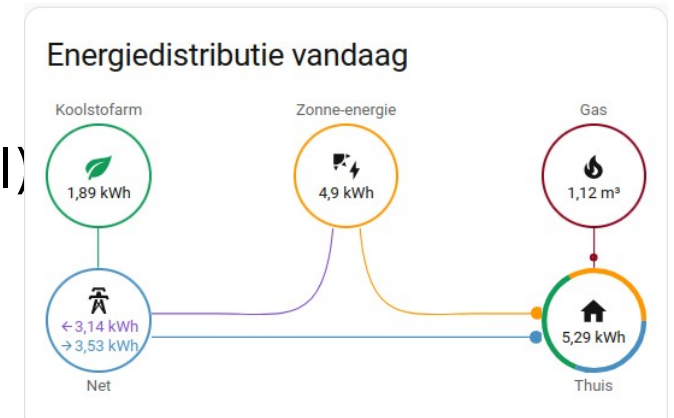 Energiedistributie vandaag
Koolstofarm
Zonne-energie
Gas
l)
1,89 kWh
4,9 kWh
1,12 m³
←3,14 kWh
→3,53 kWh
5,29 kWh
Net
Thuis